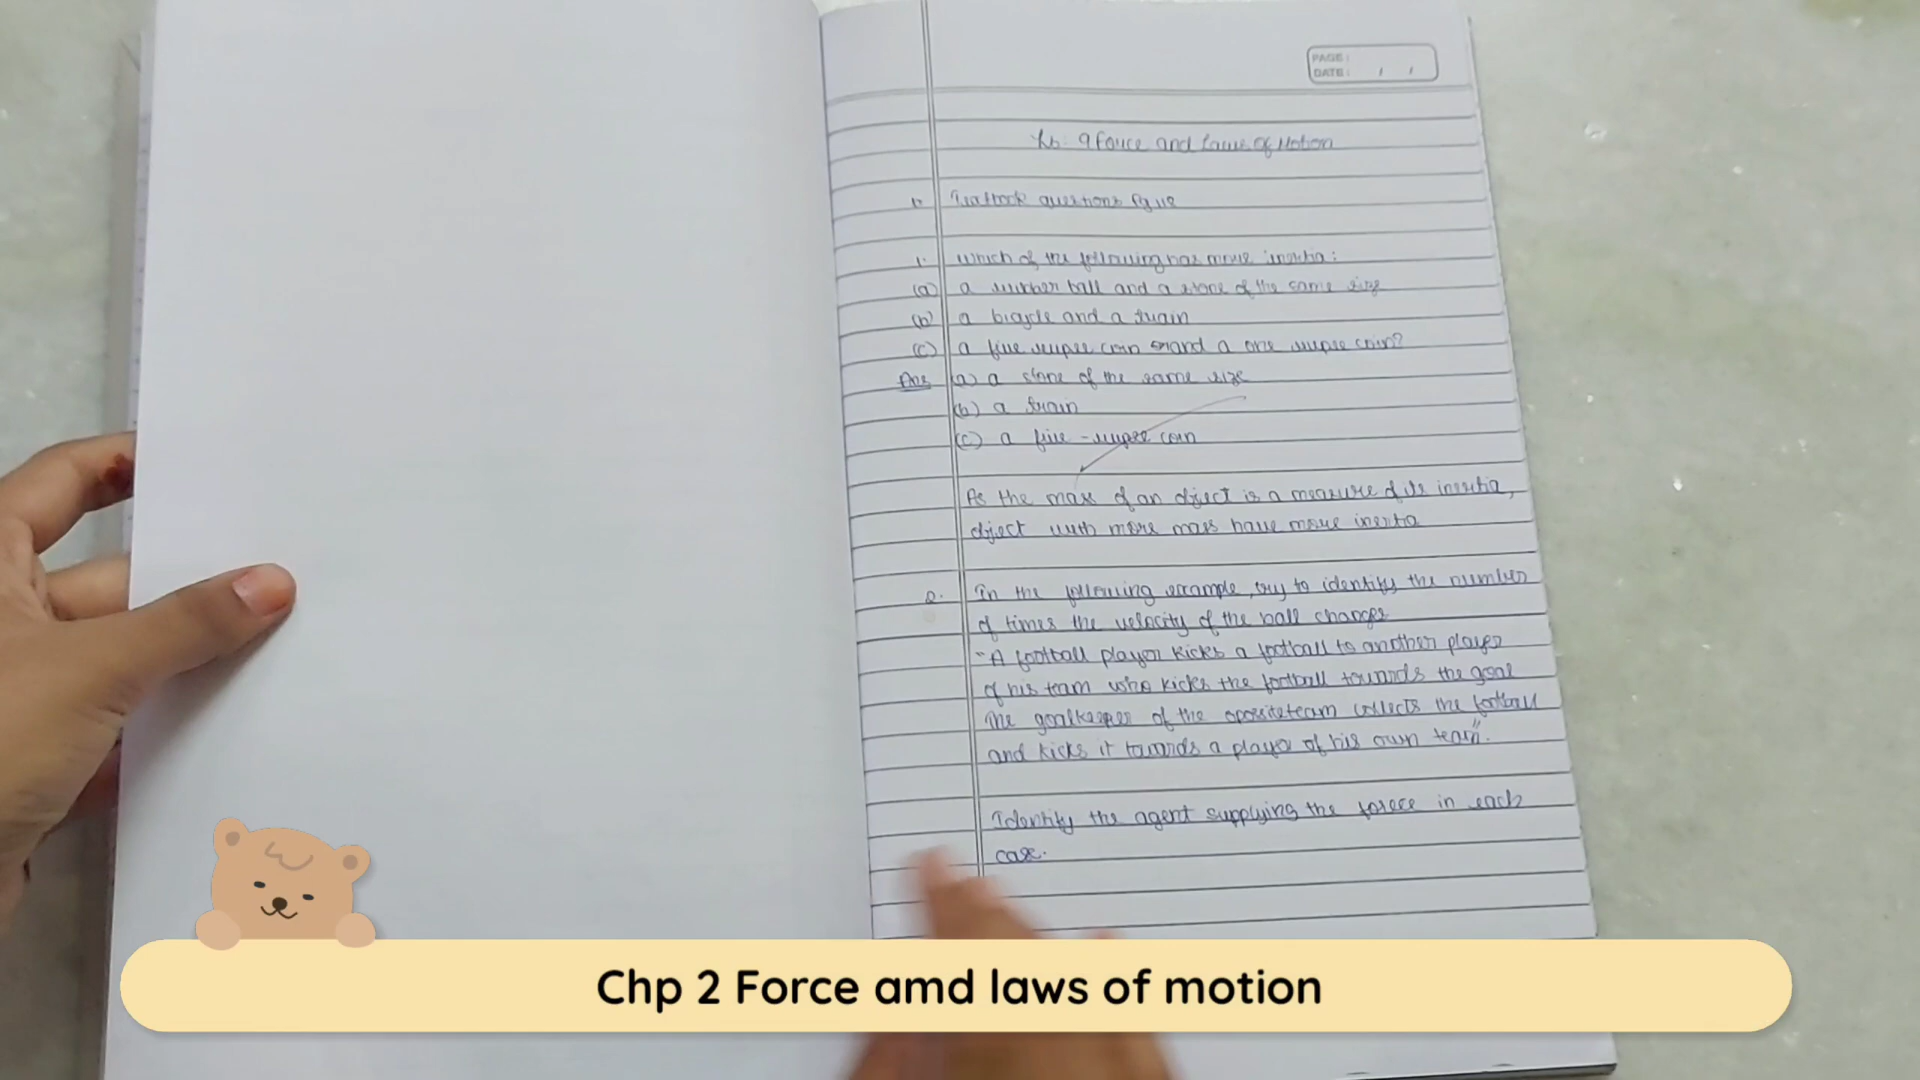 PAGE:
DATE: / /
Ls: 9 Force and Laws of Motion
1. Textbook questions Pg 118
1. which of the following has more inertia:
(a) a rubber ball and a stone of the same size
(b) a bicycle and a train
(c) a five rupee coin and a one rupee coin?
Ans (a) a stone of the same size
(b) a train
(c) a five-rupee coin
As the mass of an object is a measure of its inertia,
object with more mass have more inertia
2. In the following example, try to identify the number
of times the velocity of the ball changes
"A football player kicks a football to another player
of his team who kicks the football towards the goal
The goalkeeper of the opositeteam collects the football
and kicks it towards a player of his own team".
Identify the agent supplying the forece in each
case.
Chp 2 Force amd laws of motion